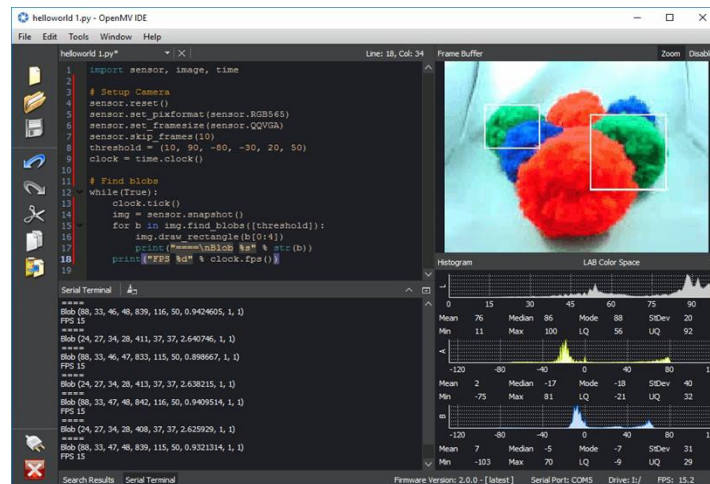 helloworld 1.py - OpenMV IDE
File Edit Tools Window Help
helloworld 1.py* Line: 18, Col: 34 Frame Buffer Zoom Disabl
1 import sensor, image, time
2
3 # Setup Camera
4 sensor.reset()
5 sensor.set_pixformat(sensor.RGB565)
6 sensor.set_framesize(sensor.QQVGA)
7 sensor.skip_frames(10)
8 threshold = (10, 90, -80, -30, 20, 50)
9 clock = time.clock()
10
11 # Find blobs
12 while(True):
13 clock.tick()
14 img = sensor.snapshot()
15 for b in img.find_blobs([threshold]):
16 img.draw_rectangle(b[0:4])
17 print("====\nBlob %s" % str(b))
18 print("FPS %d" % clock.fps())
19
Serial Terminal
====
Blob (88, 33, 46, 48, 839, 116, 50, 0.9424605, 1, 1)
FPS 15
====
Blob (24, 27, 34, 28, 411, 37, 37, 2.640746, 1, 1)
====
Blob (88, 33, 46, 47, 833, 115, 50, 0.898667, 1, 1)
FPS 15
====
Blob (24, 27, 34, 28, 413, 37, 37, 2.638215, 1, 1)
====
Blob (88, 33, 47, 48, 842, 116, 50, 0.9409514, 1, 1)
FPS 15
====
Blob (24, 27, 34, 28, 408, 37, 37, 2.625929, 1, 1)
====
Blob (88, 33, 47, 48, 839, 115, 50, 0.9321314, 1, 1)
FPS 15
Histogram LAB Color Space
L
0 15 30 45 60 75 90
Mean 76 Median 86 Mode 88 StDev 20
Min 11 Max 100 LQ 56 UQ 92
A
-120 -80 -40 0 40 80 1
Mean 2 Median -17 Mode -18 StDev 40
Min -75 Max 81 LQ -21 UQ 32
B
-120 -80 -40 0 40 80 1
Mean 7 Median -5 Mode -7 StDev 31
Min -103 Max 70 LQ -9 UQ 29
Search Results Serial Terminal Firmware Version: 2.0.0 - [ latest ] Serial Port: COM5 Drive: I:/ FPS: 15.2